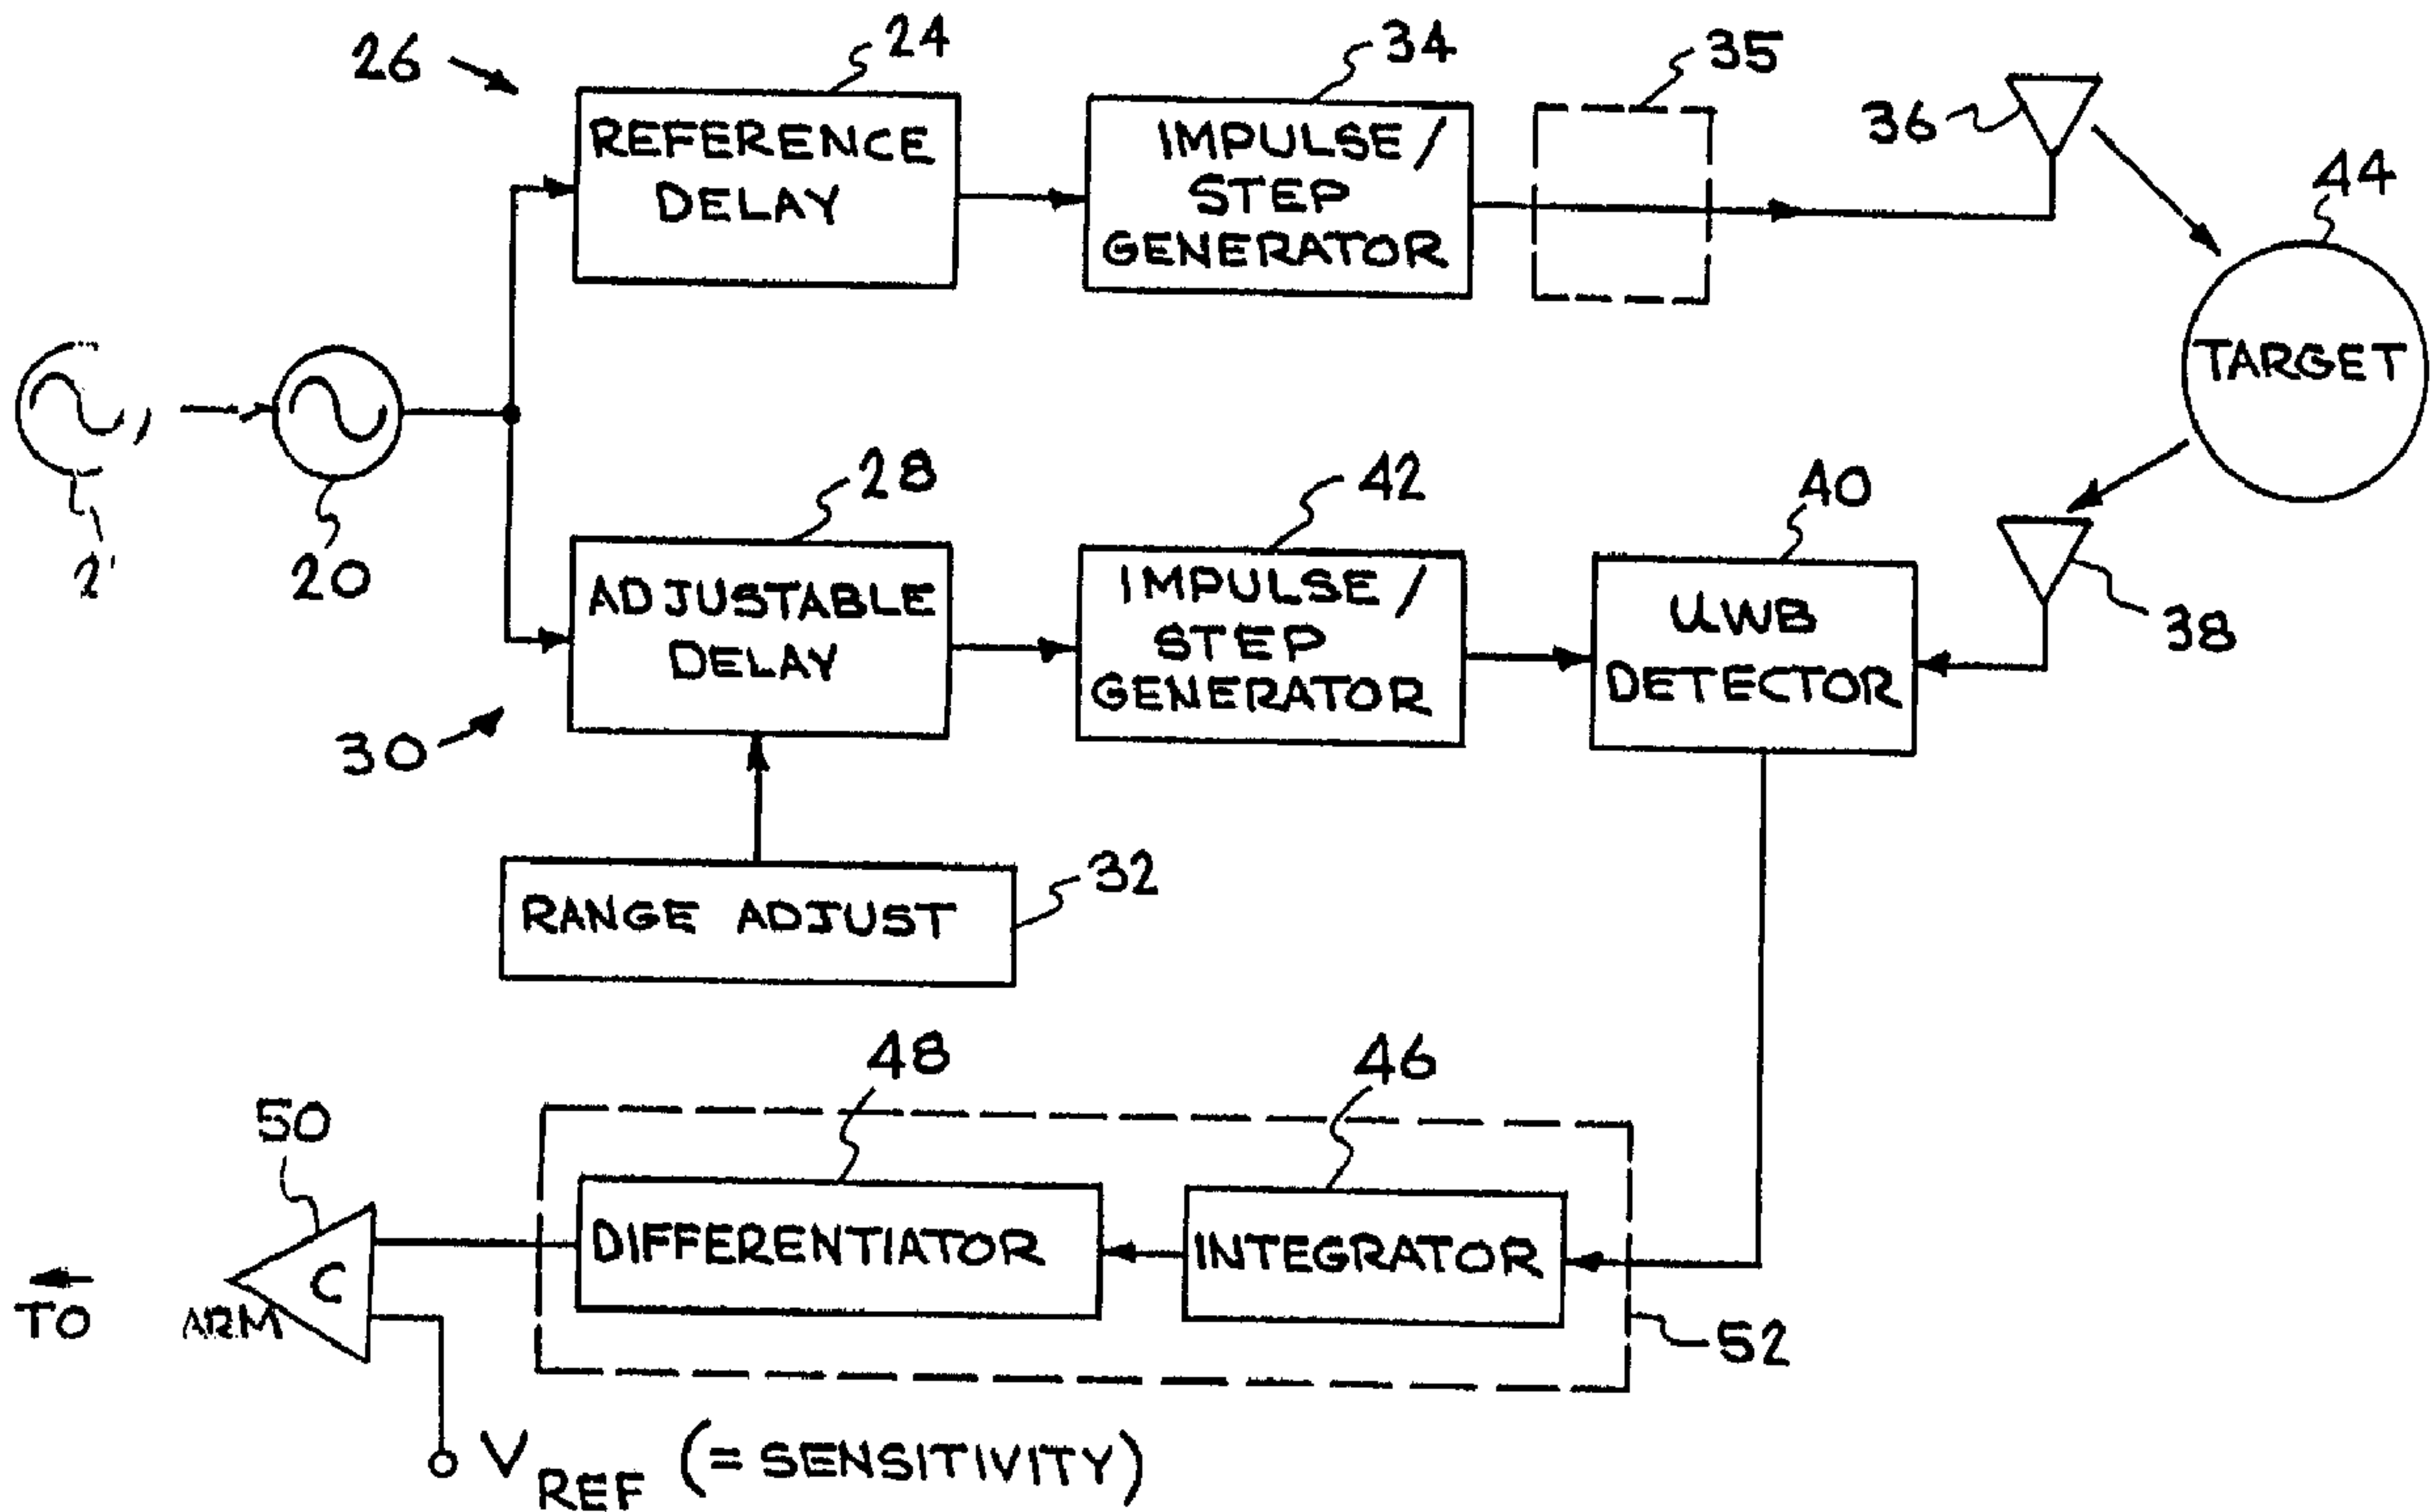 26
24
34
35
36
44
REFERENCE
DELAY
IMPULSE/
STEP
GENERATOR
TARGET
20
28
42
40
38
ADJUSTABLE
DELAY
IMPULSE/
STEP
GENERATOR
UWB
DETECTOR
30
RANGE ADJUST
32
48
46
50
DIFFERENTIATOR
INTEGRATOR
C
TO ARM
52
VREF (= SENSITIVITY)